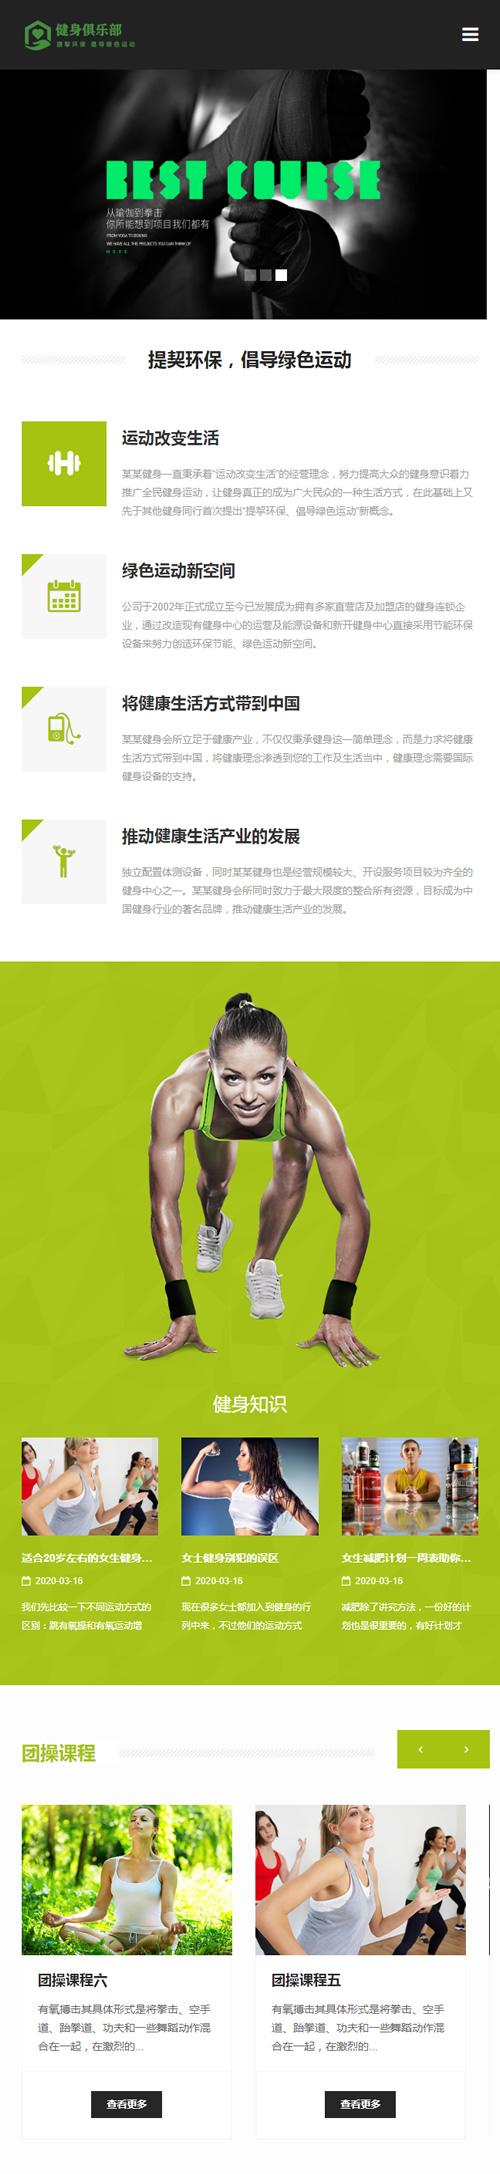 健身俱乐部
提挈环保 倡导绿色运动
BEST COURSE
从瑜伽到拳击
你所能想到项目我们都有
FROM YOGA TO BOXING
WE HAVE ALL THE PROJECTS YOU CAN THINK OF
MORE
提挈环保，倡导绿色运动
运动改变生活
某某健身一直秉承着“运动改变生活”的经营理念，努力提高大众的健身意识着力
推广全民健身运动，让健身真正的成为广大民众的一种生活方式，在此基础上又
先于其他健身同行首次提出“提挈环保、倡导绿色运动”新概念。
绿色运动新空间
公司于2002年正式成立至今已发展成为拥有多家直营店及加盟店的健身连锁企
业，通过改造现有健身中心的运营及能源设备和新开健身中心直接采用节能环保
设备来努力创造环保节能、绿色运动新空间。
将健康生活方式带到中国
某某健身会所立足于健康产业，不仅仅秉承健身这一简单理念，而是力求将健康
生活方式带到中国，将健康理念渗透到您的工作及生活当中，健康理念需要国际
健身设备的支持。
推动健康生活产业的发展
独立配置体测设备，同时某某健身也是经营规模较大、开设服务项目较为齐全的
健身中心之一。某某健身会所同时致力于最大限度的整合所有资源，目标成为中
国健身行业的著名品牌，推动健康生活产业的发展。
健身知识
适合20岁左右的女生健身...
2020-03-16
我们先比较一下不同运动方式的
区别：跳有氧操和有氧运动增
女士健身别犯的误区
2020-03-16
现在很多女士都加入到健身的行
列中来，不过他们的运动方式
女生减肥计划一周表助你...
2020-03-16
减肥除了讲究方法，一份好的计
划也是很重要的，有好计划才
团操课程
团操课程六
有氧搏击其具体形式是将拳击、空手
道、跆拳道、功夫和一些舞蹈动作混
合在一起，在激烈的...
查看更多
团操课程五
有氧搏击其具体形式是将拳击、空手
道、跆拳道、功夫和一些舞蹈动作混
合在一起，在激烈的...
查看更多